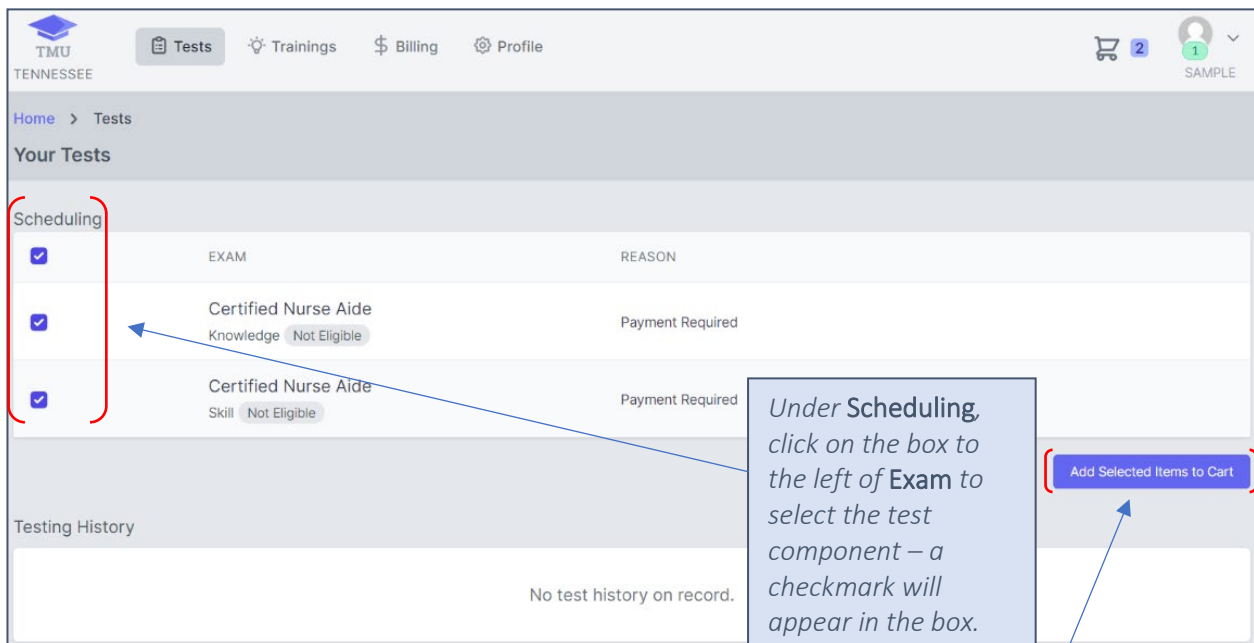 TMU
TENNESSEE
Tests Trainings $ Billing Profile
2
1
SAMPLE
Home > Tests
Your Tests
Scheduling
EXAM REASON
Certified Nurse Aide
Knowledge Not Eligible
Payment Required
Certified Nurse Aide
Skill Not Eligible
Payment Required
Under Scheduling,
click on the box to
the left of Exam to
select the test
component – a
checkmark will
appear in the box.
Add Selected Items to Cart
Testing History
No test history on record.